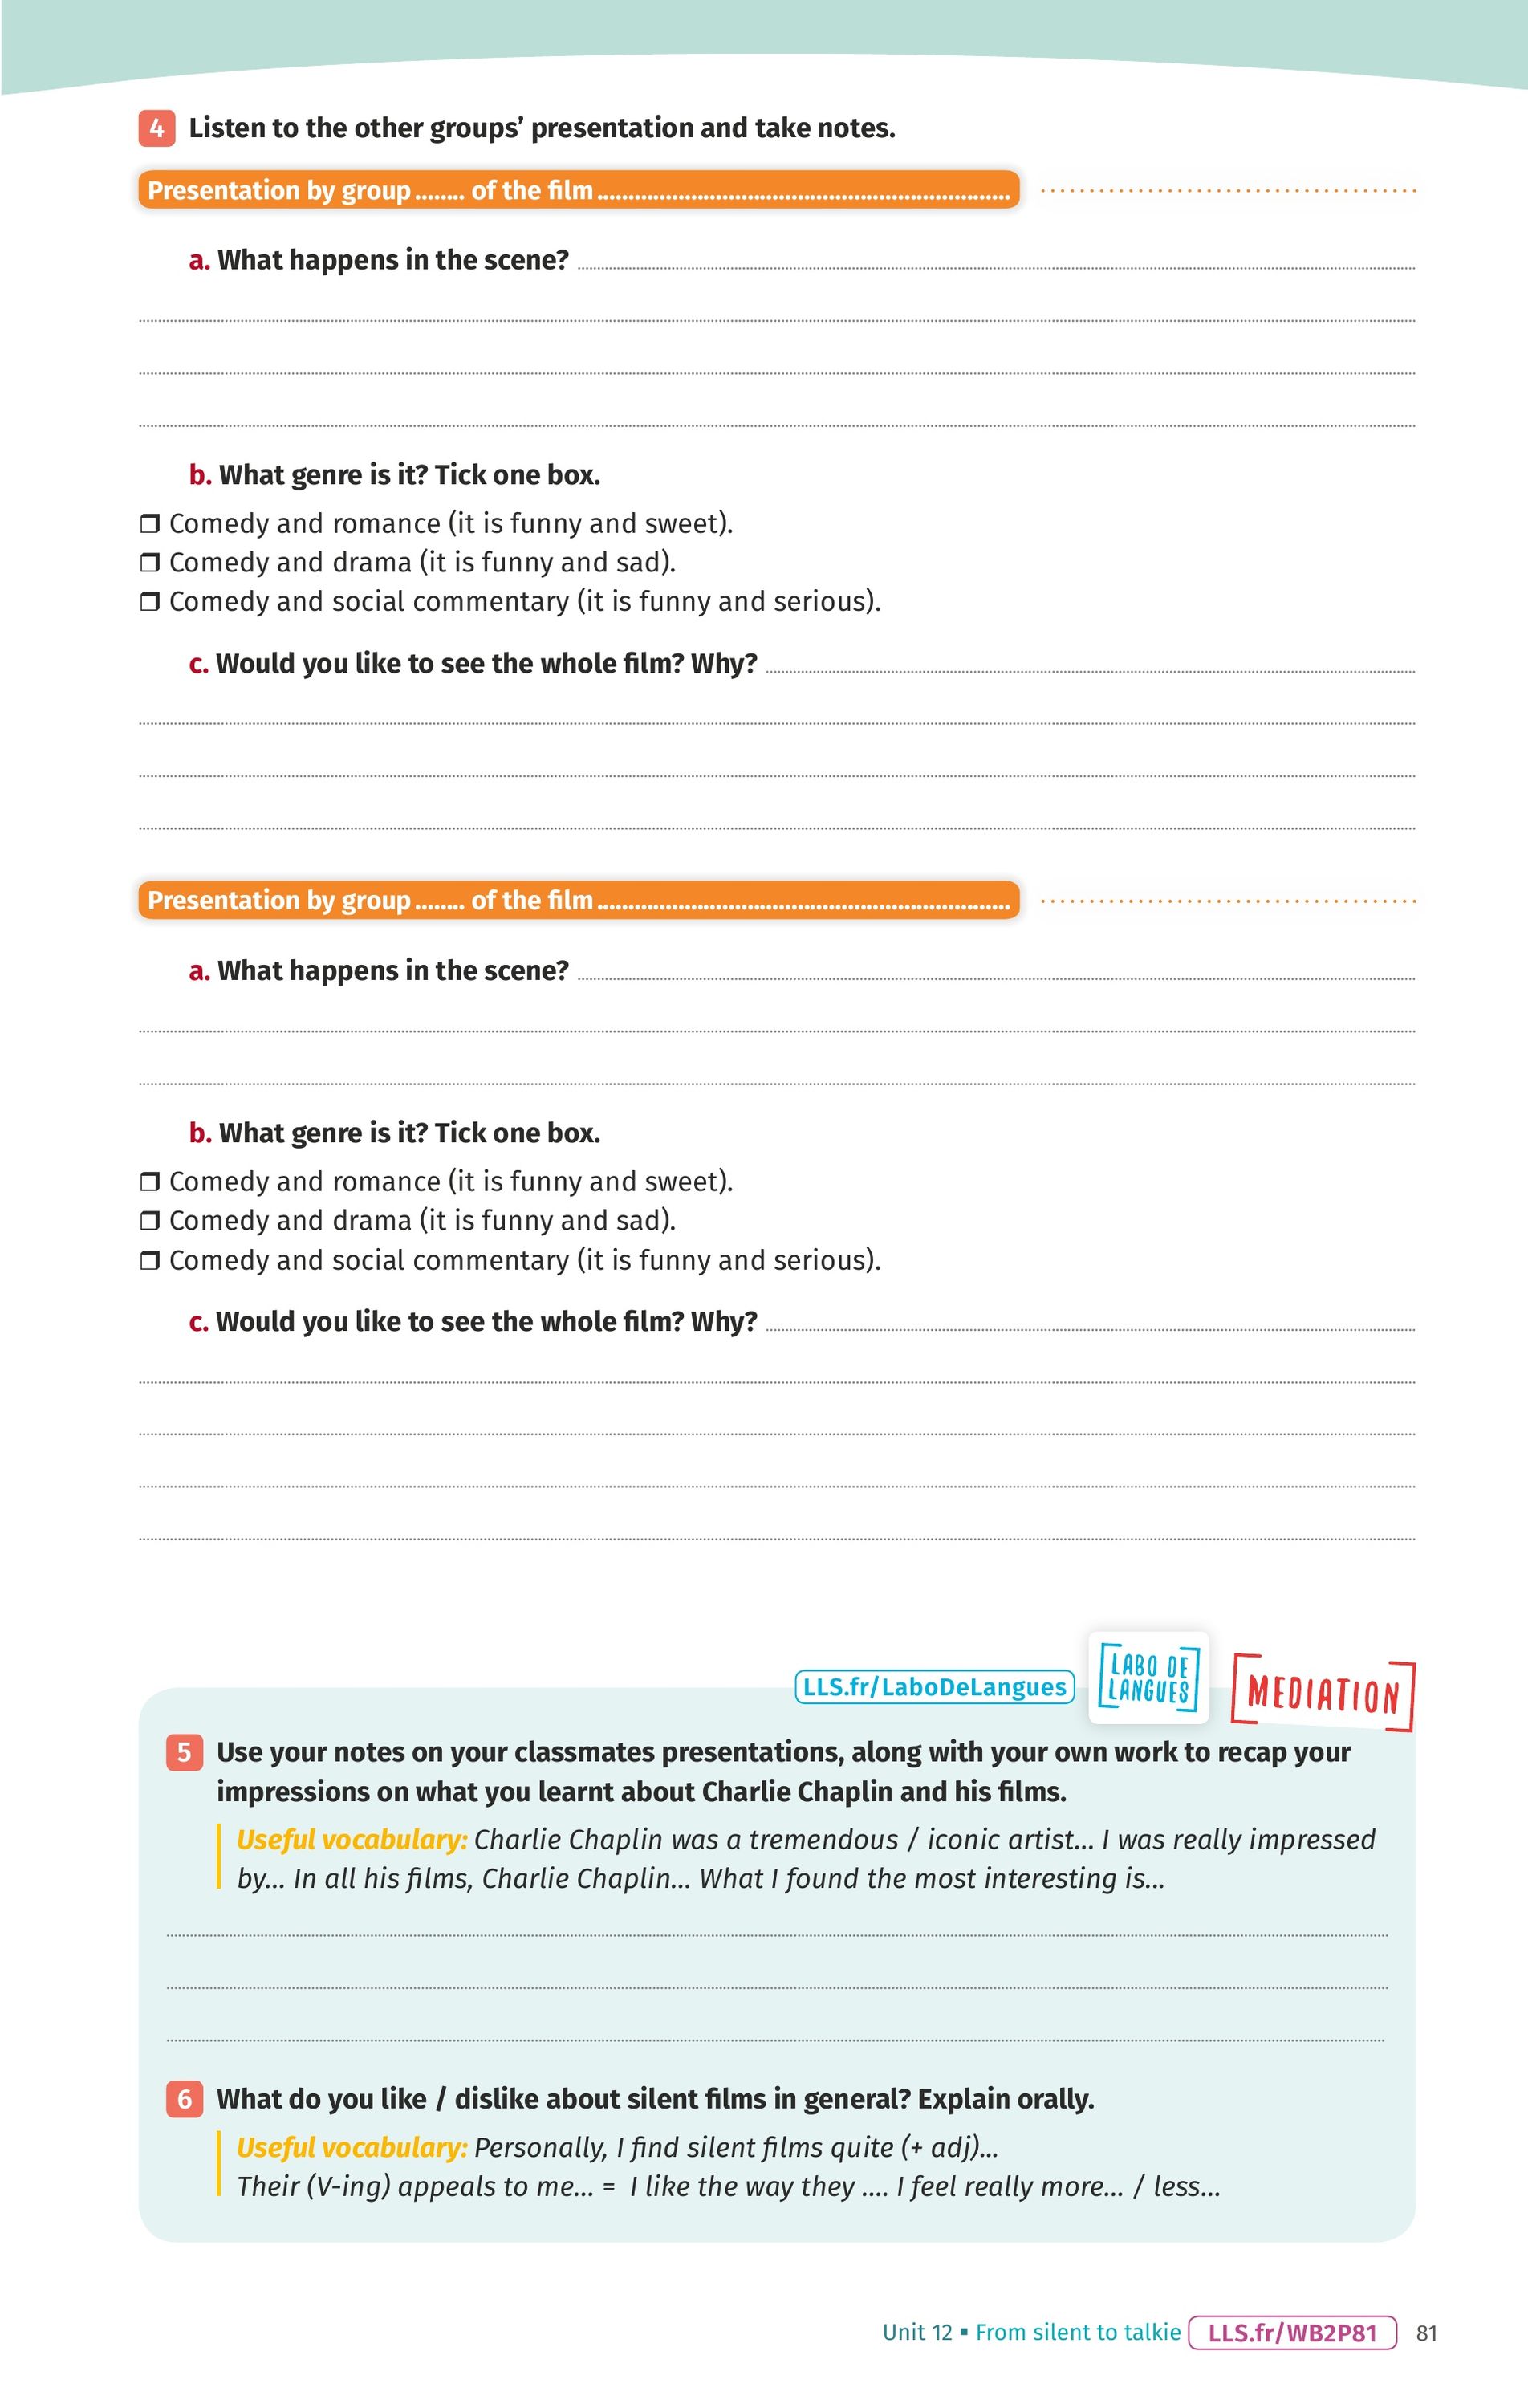 4 Listen to the other groups’ presentation and take notes.
Presentation by group ........ of the film ..................................................................
a. What happens in the scene?
b. What genre is it? Tick one box.
❒ Comedy and romance (it is funny and sweet).
❒ Comedy and drama (it is funny and sad).
❒ Comedy and social commentary (it is funny and serious).
c. Would you like to see the whole film? Why?
Presentation by group ........ of the film ..................................................................
a. What happens in the scene?
b. What genre is it? Tick one box.
❒ Comedy and romance (it is funny and sweet).
❒ Comedy and drama (it is funny and sad).
❒ Comedy and social commentary (it is funny and serious).
c. Would you like to see the whole film? Why?
LLS.fr/LaboDeLangues
LABO DE
LANGUES
MEDIATION
5 Use your notes on your classmates presentations, along with your own work to recap your
impressions on what you learnt about Charlie Chaplin and his films.
Useful vocabulary: Charlie Chaplin was a tremendous / iconic artist... I was really impressed
by... In all his films, Charlie Chaplin... What I found the most interesting is...
6 What do you like / dislike about silent films in general? Explain orally.
Useful vocabulary: Personally, I find silent films quite (+ adj)...
Their (V-ing) appeals to me... = I like the way they .... I feel really more... / less...
Unit 12 ▪ From silent to talkie LLS.fr/WB2P81 81